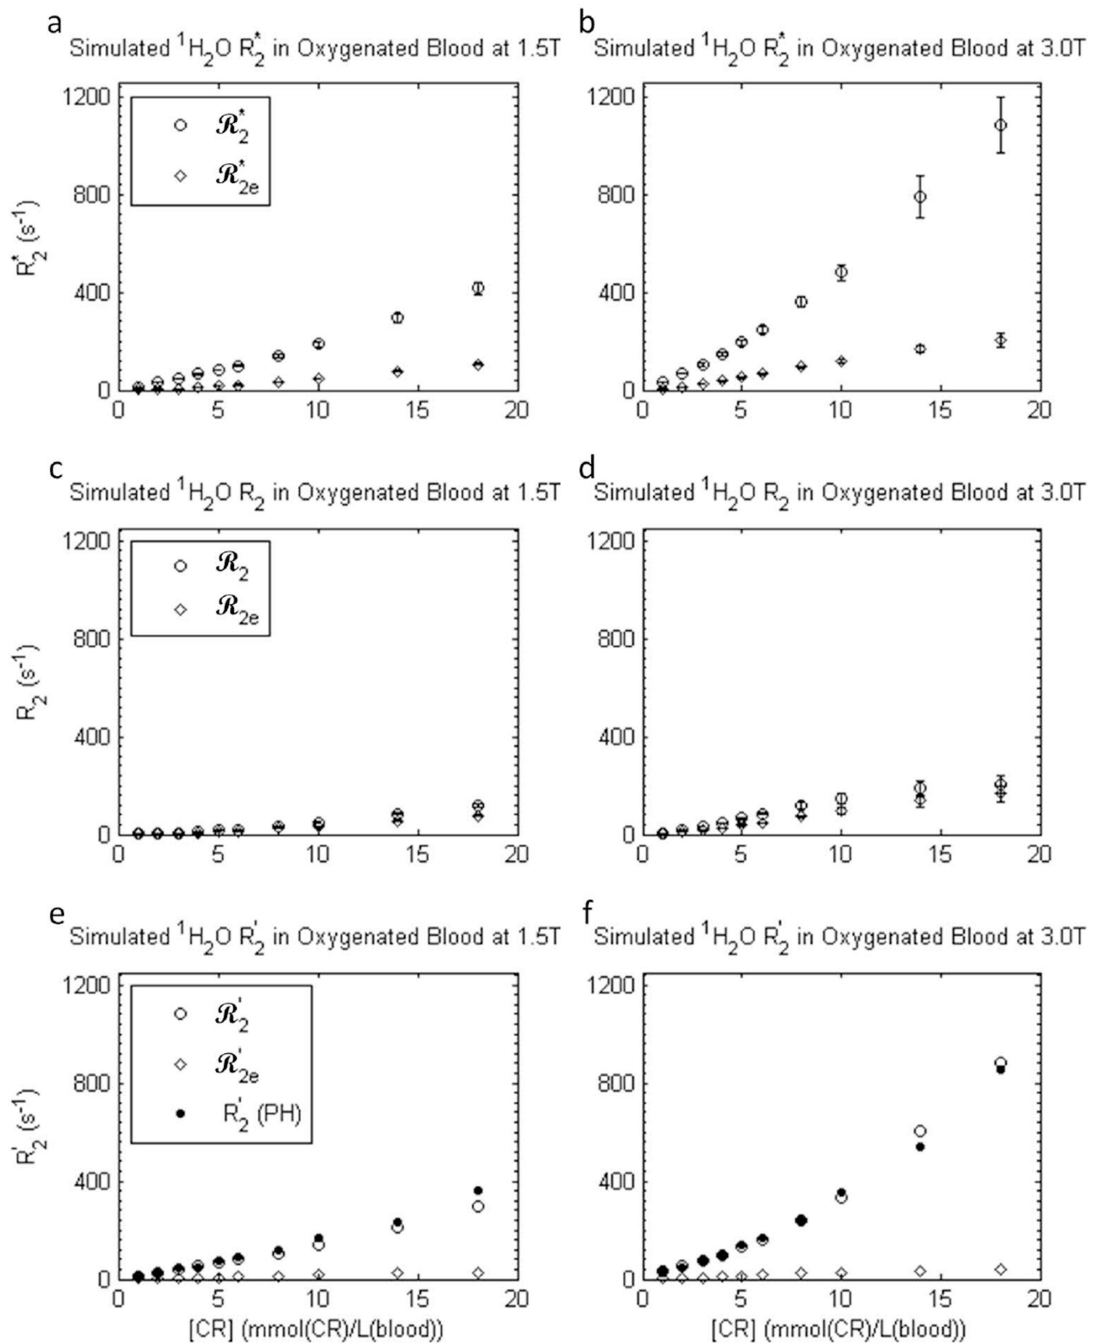 a
Simulated ¹H₂O R₂* in Oxygenated Blood at 1.5T
1200
800
400
0
R₂* (s⁻¹)
ℛ₂*
ℛ₂ₑ*
0 5 10 15 20
b
Simulated ¹H₂O R₂* in Oxygenated Blood at 3.0T
1200
800
400
0
0 5 10 15 20
c
Simulated ¹H₂O R₂ in Oxygenated Blood at 1.5T
1200
800
400
0
R₂ (s⁻¹)
ℛ₂
ℛ₂ₑ
0 5 10 15 20
d
Simulated ¹H₂O R₂ in Oxygenated Blood at 3.0T
1200
800
400
0
0 5 10 15 20
e
Simulated ¹H₂O R₂' in Oxygenated Blood at 1.5T
1200
800
400
0
R₂' (s⁻¹)
ℛ₂'
ℛ₂ₑ'
R₂' (PH)
0 5 10 15 20
[CR] (mmol(CR)/L(blood))
f
Simulated ¹H₂O R₂' in Oxygenated Blood at 3.0T
1200
800
400
0
0 5 10 15 20
[CR] (mmol(CR)/L(blood))